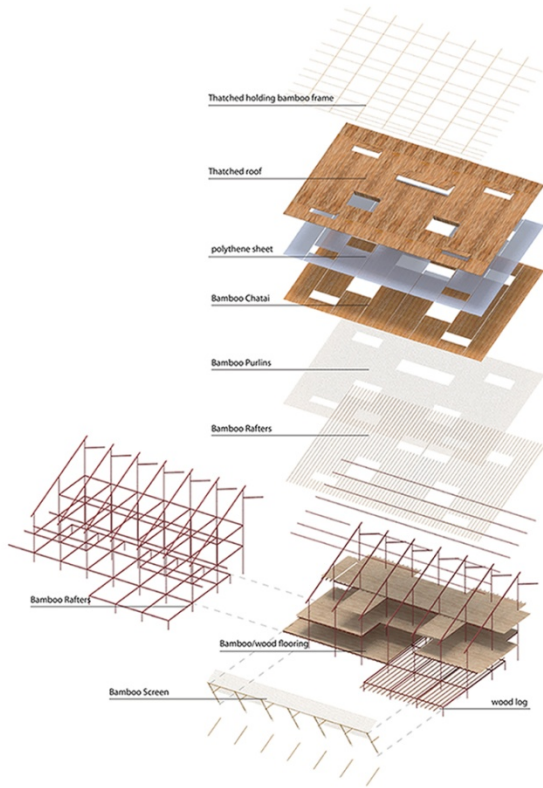 Thatched holding bamboo frame
Thatched roof
polythene sheet
Bamboo Chatai
Bamboo Purlins
Bamboo Rafters
Bamboo Rafters
Bamboo/wood flooring
Bamboo Screen
wood log